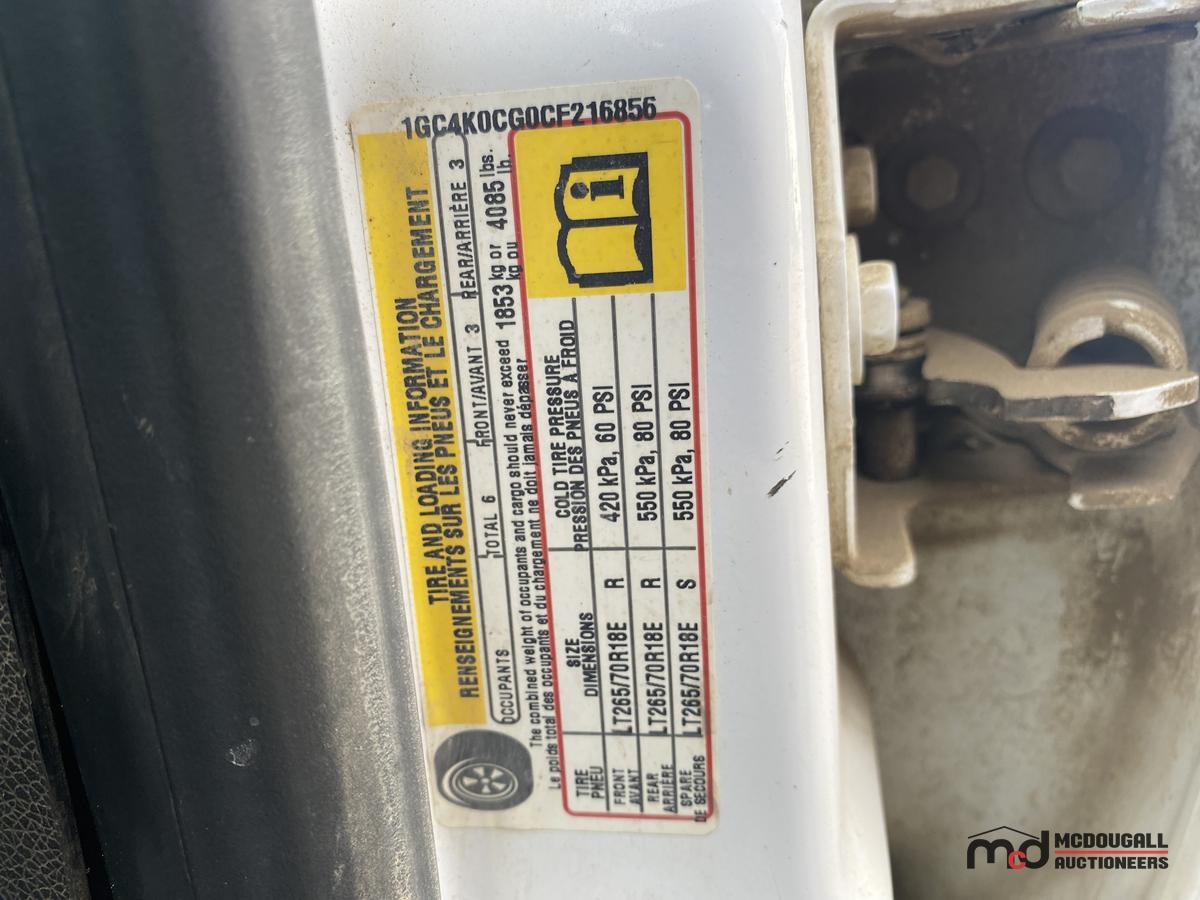 1GC4K0CG0CF216856
TIRE AND LOADING INFORMATION
RENSEIGNEMENTS SUR LES PNEUS ET LE CHARGEMENT
OCCUPANTS TOTAL 6 FRONT/AVANT 3 REAR/ARRIÈRE 3
The combined weight of occupants and cargo should never exceed 1853 kg or 4085 lbs.
Le poids total des occupants et du chargement ne doit jamais dépasser kg ou lb.
TIRE SIZE COLD TIRE PRESSURE
PNEU DIMENSIONS PRESSION DES PNEUS À FROID
FRONT LT265/70R18E R 420 kPa, 60 PSI
AVANT
REAR LT265/70R18E R 550 kPa, 80 PSI
ARRIÈRE
SPARE LT265/70R18E S 550 kPa, 80 PSI
DE SECOURS
mcd MCDOUGALL
AUCTIONEERS